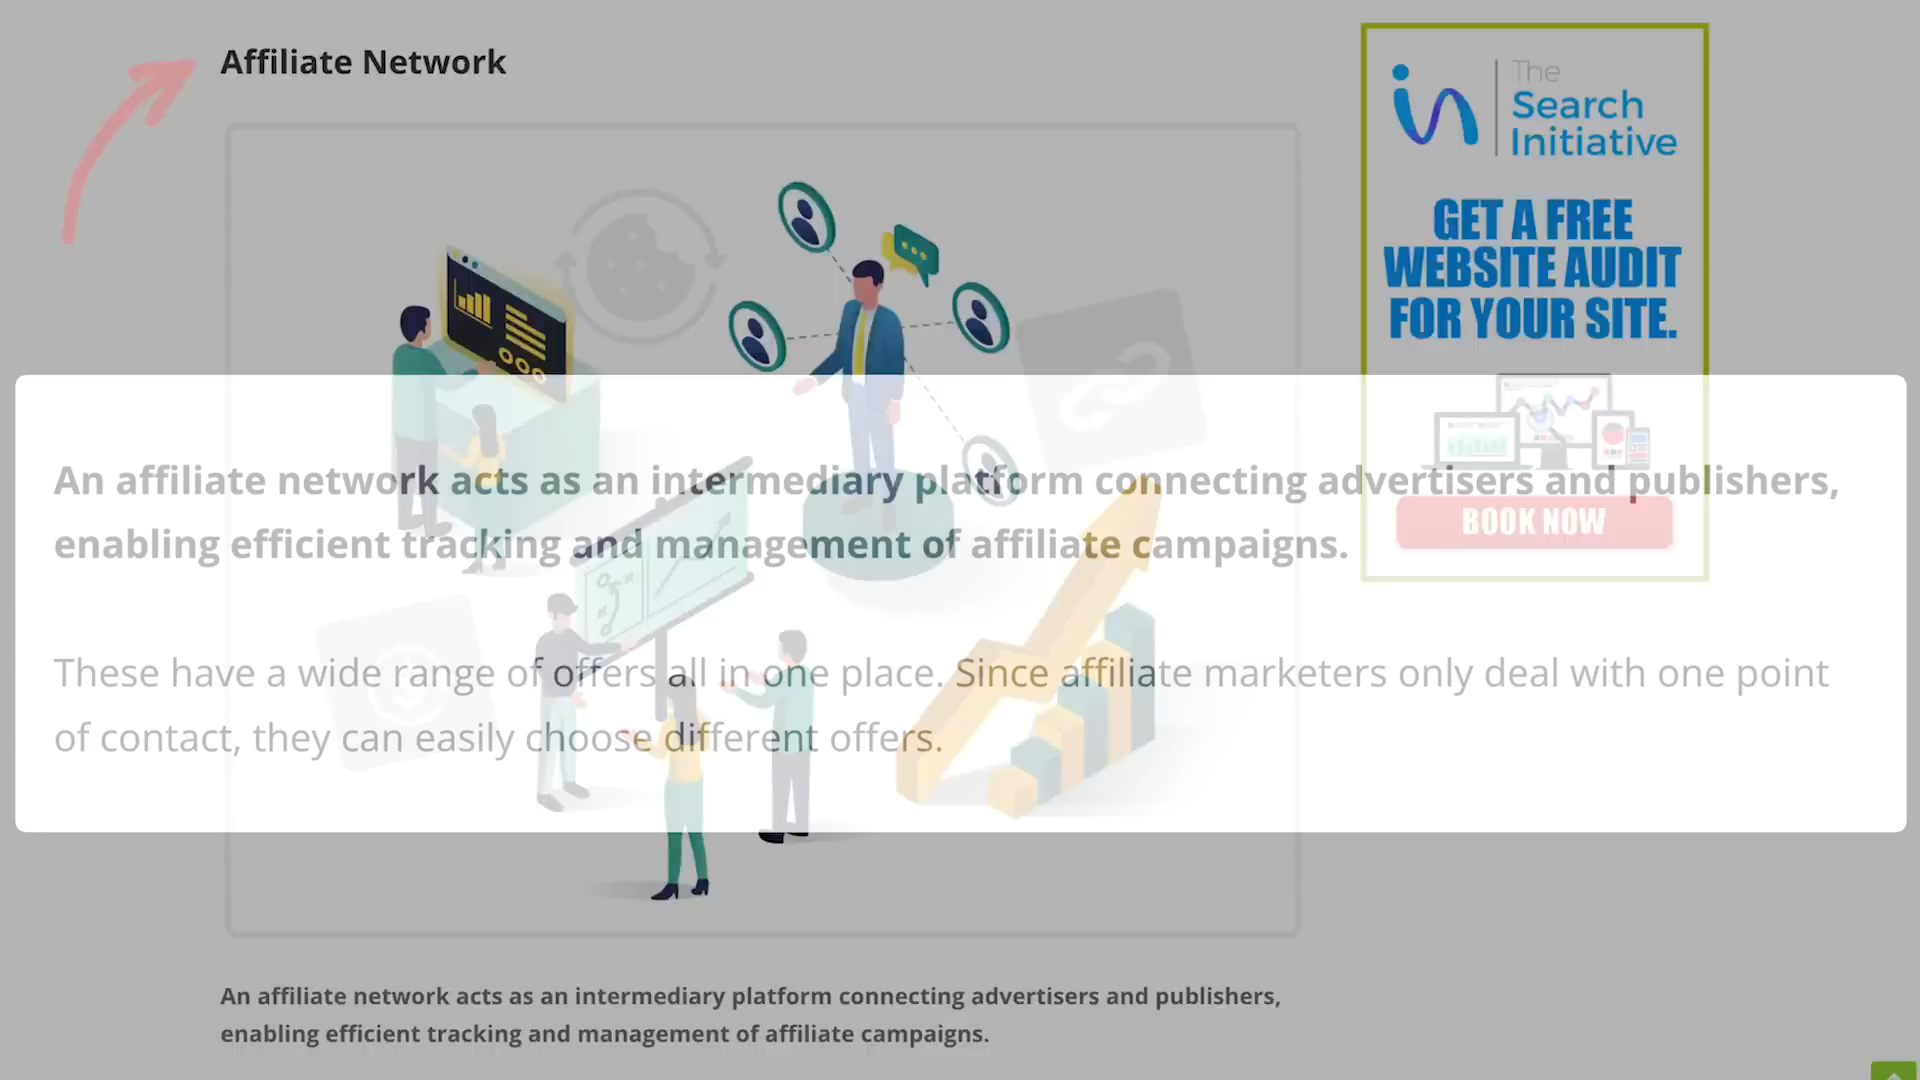 Affiliate Network
The
Search
Initiative
GET A FREE
WEBSITE AUDIT
FOR YOUR SITE.
BOOK NOW
An affiliate network acts as an intermediary platform connecting advertisers and publishers,
enabling efficient tracking and management of affiliate campaigns.
These have a wide range of offers all in one place. Since affiliate marketers only deal with one point
of contact, they can easily choose different offers.
An affiliate network acts as an intermediary platform connecting advertisers and publishers,
enabling efficient tracking and management of affiliate campaigns.